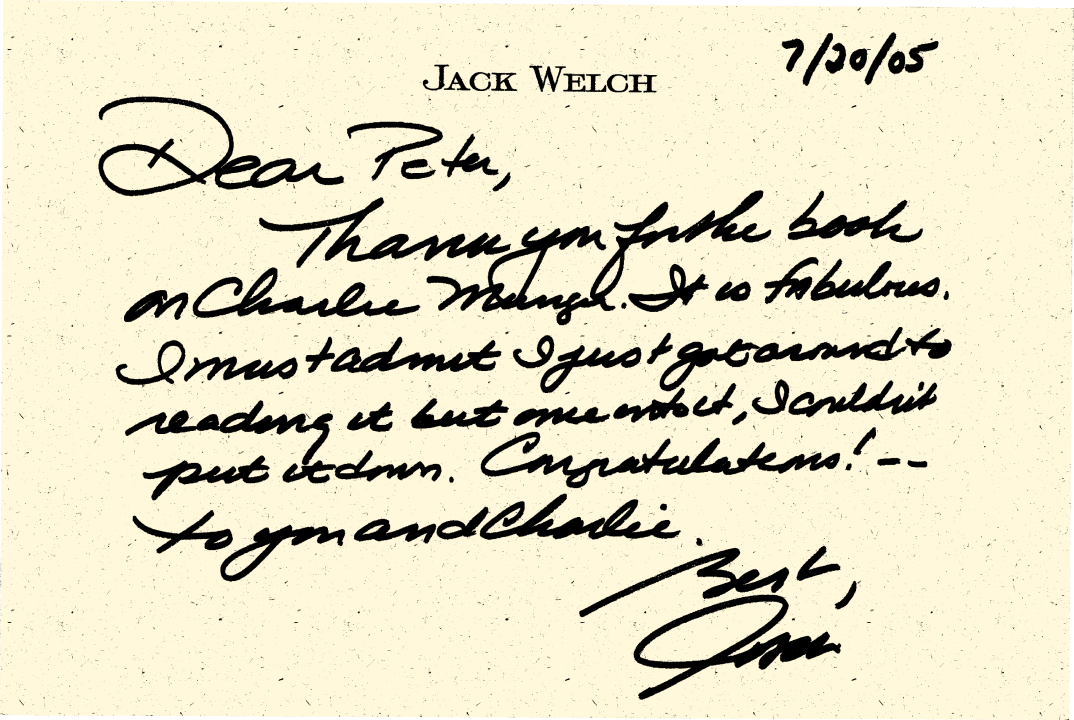 7/20/05
JACK WELCH
Dear Peter,
Thank you for the book
on Charlie Munger. It is fabulous.
I must admit I just got around to
reading it but once into it, I couldn't
put it down. Congratulations! --
to you and Charlie.
Best,
Jack